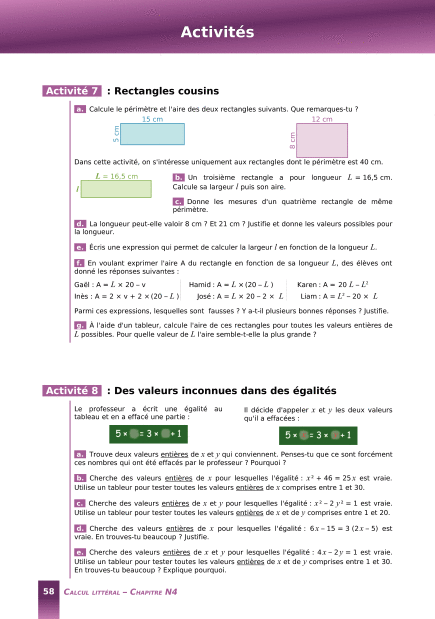 Activités
Activité 7 : Rectangles cousins
a. Calcule le périmètre et l'aire des deux rectangles suivants. Que remarques-tu ?
15 cm
5 cm
12 cm
8 cm
Dans cette activité, on s'intéresse uniquement aux rectangles dont le périmètre est 40 cm.
L = 16,5 cm
l
b. Un troisième rectangle a pour longueur L = 16,5 cm.
Calcule sa largeur l puis son aire.
c. Donne les mesures d'un quatrième rectangle de même
périmètre.
d. La longueur peut-elle valoir 8 cm ? Et 21 cm ? Justifie et donne les valeurs possibles pour
la longueur.
e. Écris une expression qui permet de calculer la largeur l en fonction de la longueur L.
f. En voulant exprimer l'aire A du rectangle en fonction de sa longueur L, des élèves ont
donné les réponses suivantes :
Gaël : A = L × 20 – v
Hamid : A = L × (20 – L )
Karen : A = 20 L – L²
Inès : A = 2 × v + 2 × (20 – L )
José : A = L × 20 – 2 × L
Liam : A = L² – 20 × L
Parmi ces expressions, lesquelles sont fausses ? Y a-t-il plusieurs bonnes réponses ? Justifie.
g. À l'aide d'un tableur, calcule l'aire de ces rectangles pour toutes les valeurs entières de
L possibles. Pour quelle valeur de L l'aire semble-t-elle la plus grande ?
Activité 8 : Des valeurs inconnues dans des égalités
Le professeur a écrit une égalité au
tableau et en a effacé une partie :
5 × = 3 × + 1
Il décide d'appeler x et y les deux valeurs
qu'il a effacées :
5 × = 3 × + 1
a. Trouve deux valeurs entières de x et y qui conviennent. Penses-tu que ce sont forcément
ces nombres qui ont été effacés par le professeur ? Pourquoi ?
b. Cherche des valeurs entières de x pour lesquelles l'égalité : x² + 46 = 25 x est vraie.
Utilise un tableur pour tester toutes les valeurs entières de x comprises entre 1 et 30.
c. Cherche des valeurs entières de x et y pour lesquelles l'égalité : x² – 2 y² = 1 est vraie.
Utilise un tableur pour tester toutes les valeurs entières de x et de y comprises entre 1 et 20.
d. Cherche des valeurs entières de x pour lesquelles l'égalité : 6 x – 15 = 3 (2 x – 5) est
vraie. En trouves-tu beaucoup ? Justifie.
e. Cherche des valeurs entières de x et y pour lesquelles l'égalité : 4 x – 2 y = 1 est vraie.
Utilise un tableur pour tester toutes les valeurs entières de x et de y comprises entre 1 et 30.
En trouves-tu beaucoup ? Explique pourquoi.
58 CALCUL LITTÉRAL – CHAPITRE N4